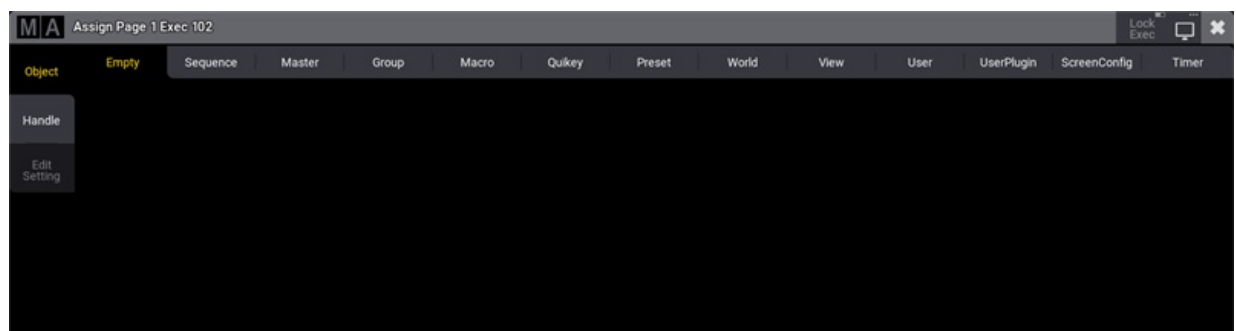 MA Assign Page 1 Exec 102 Lock Exec
Object Empty Sequence Master Group Macro Quikey Preset World View User UserPlugin ScreenConfig Timer
Handle
Edit
Setting